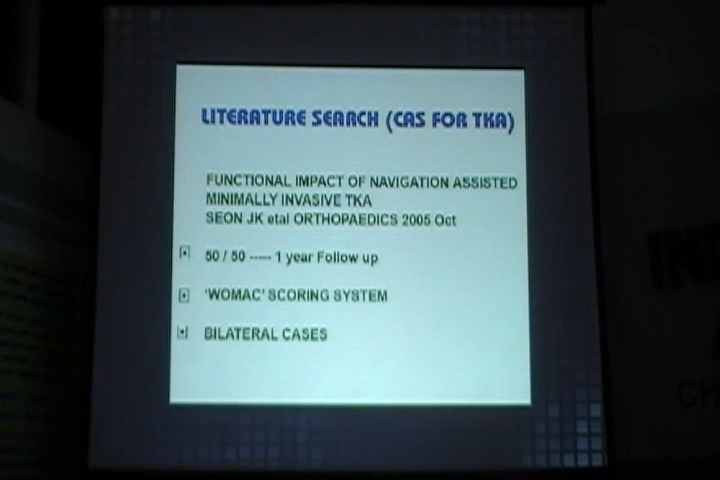 LITERATURE SEARCH (CAS FOR TKA)
FUNCTIONAL IMPACT OF NAVIGATION ASSISTED
MINIMALLY INVASIVE TKA
SEON JK etal ORTHOPAEDICS 2005 Oct
50 / 50 ----- 1 year Follow up
'WOMAC' SCORING SYSTEM
BILATERAL CASES